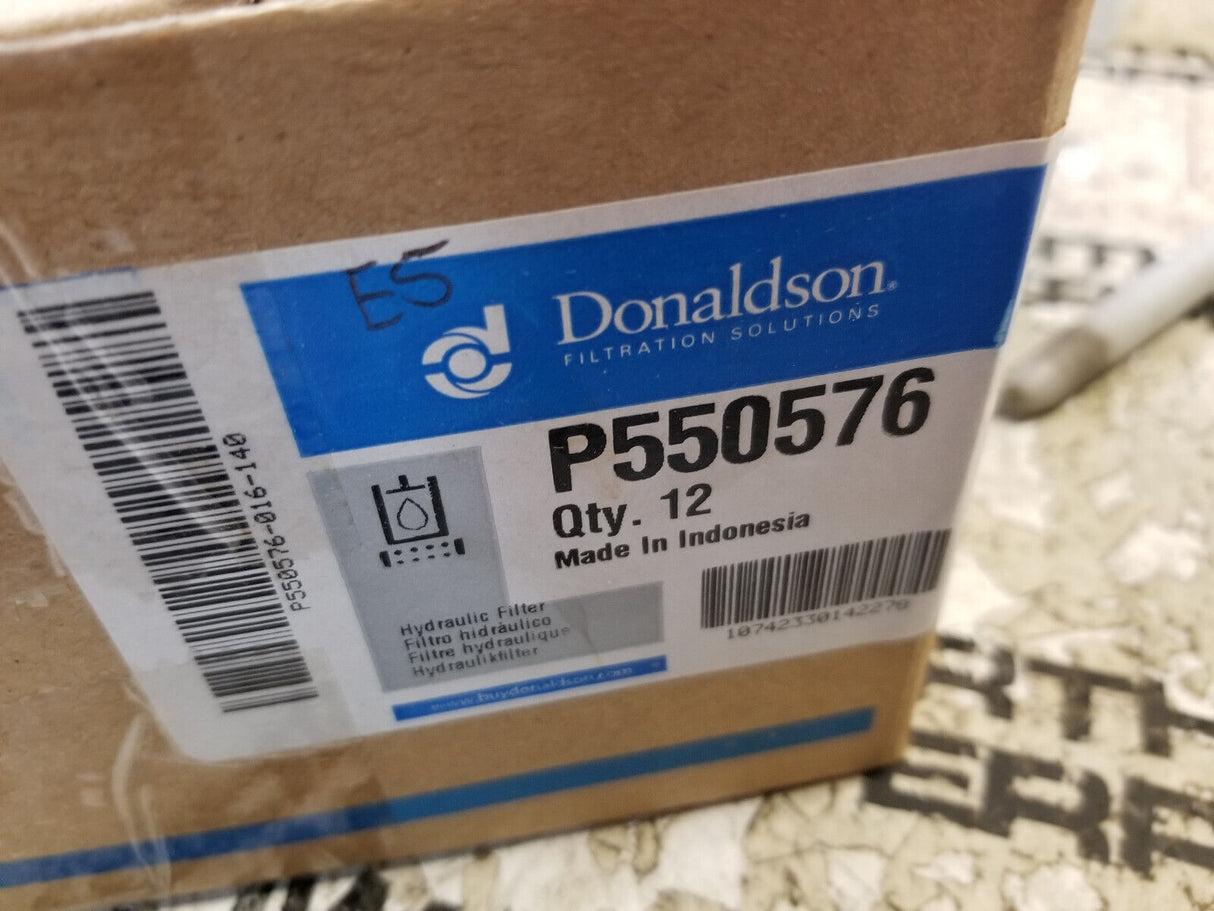 E5
Donaldson®
FILTRATION SOLUTIONS
P550576
Qty. 12
Made In Indonesia
10742330142278
P550576-016-140
Hydraulic Filter
Filtro hidràulico
Filtre hydraulique
Hydraulikfilter
www.buydonaldson.com